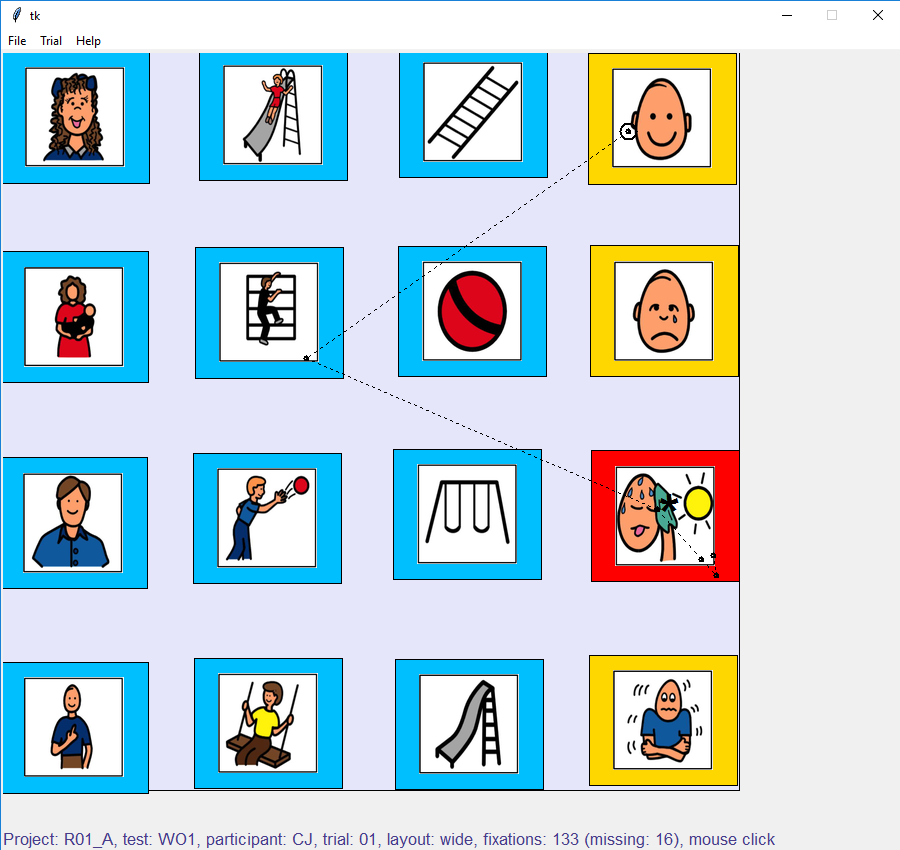 tk
File Trial Help
Project: R01_A, test: WO1, participant: CJ, trial: 01, layout: wide, fixations: 133 (missing: 16), mouse click